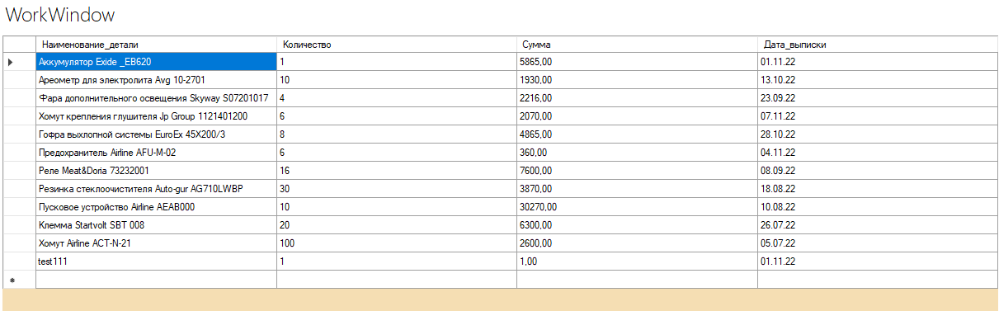 WorkWindow
Наименование_детали Количество Сумма Дата_выписки
Аккумулятор Exide _EB620 1 5865,00 01.11.22
Ареометр для электролита Avg 10-2701 10 1930,00 13.10.22
Фара дополнительного освещения Skyway S07201017 4 2216,00 23.09.22
Хомут крепления глушителя Jp Group 1121401200 6 2070,00 07.11.22
Гофра выхлопной системы EuroEx 45X200/3 8 4865,00 28.10.22
Предохранитель Airline AFU-M-02 6 360,00 04.11.22
Реле Meat&Doria 73232001 16 7600,00 08.09.22
Резинка стеклоочистителя Auto-gur AG710LWBP 30 3870,00 18.08.22
Пусковое устройство Airline AEAB000 10 30270,00 10.08.22
Клемма Startvolt SBT 008 20 6300,00 26.07.22
Хомут Airline ACT-N-21 100 2600,00 05.07.22
test111 1 1,00 01.11.22